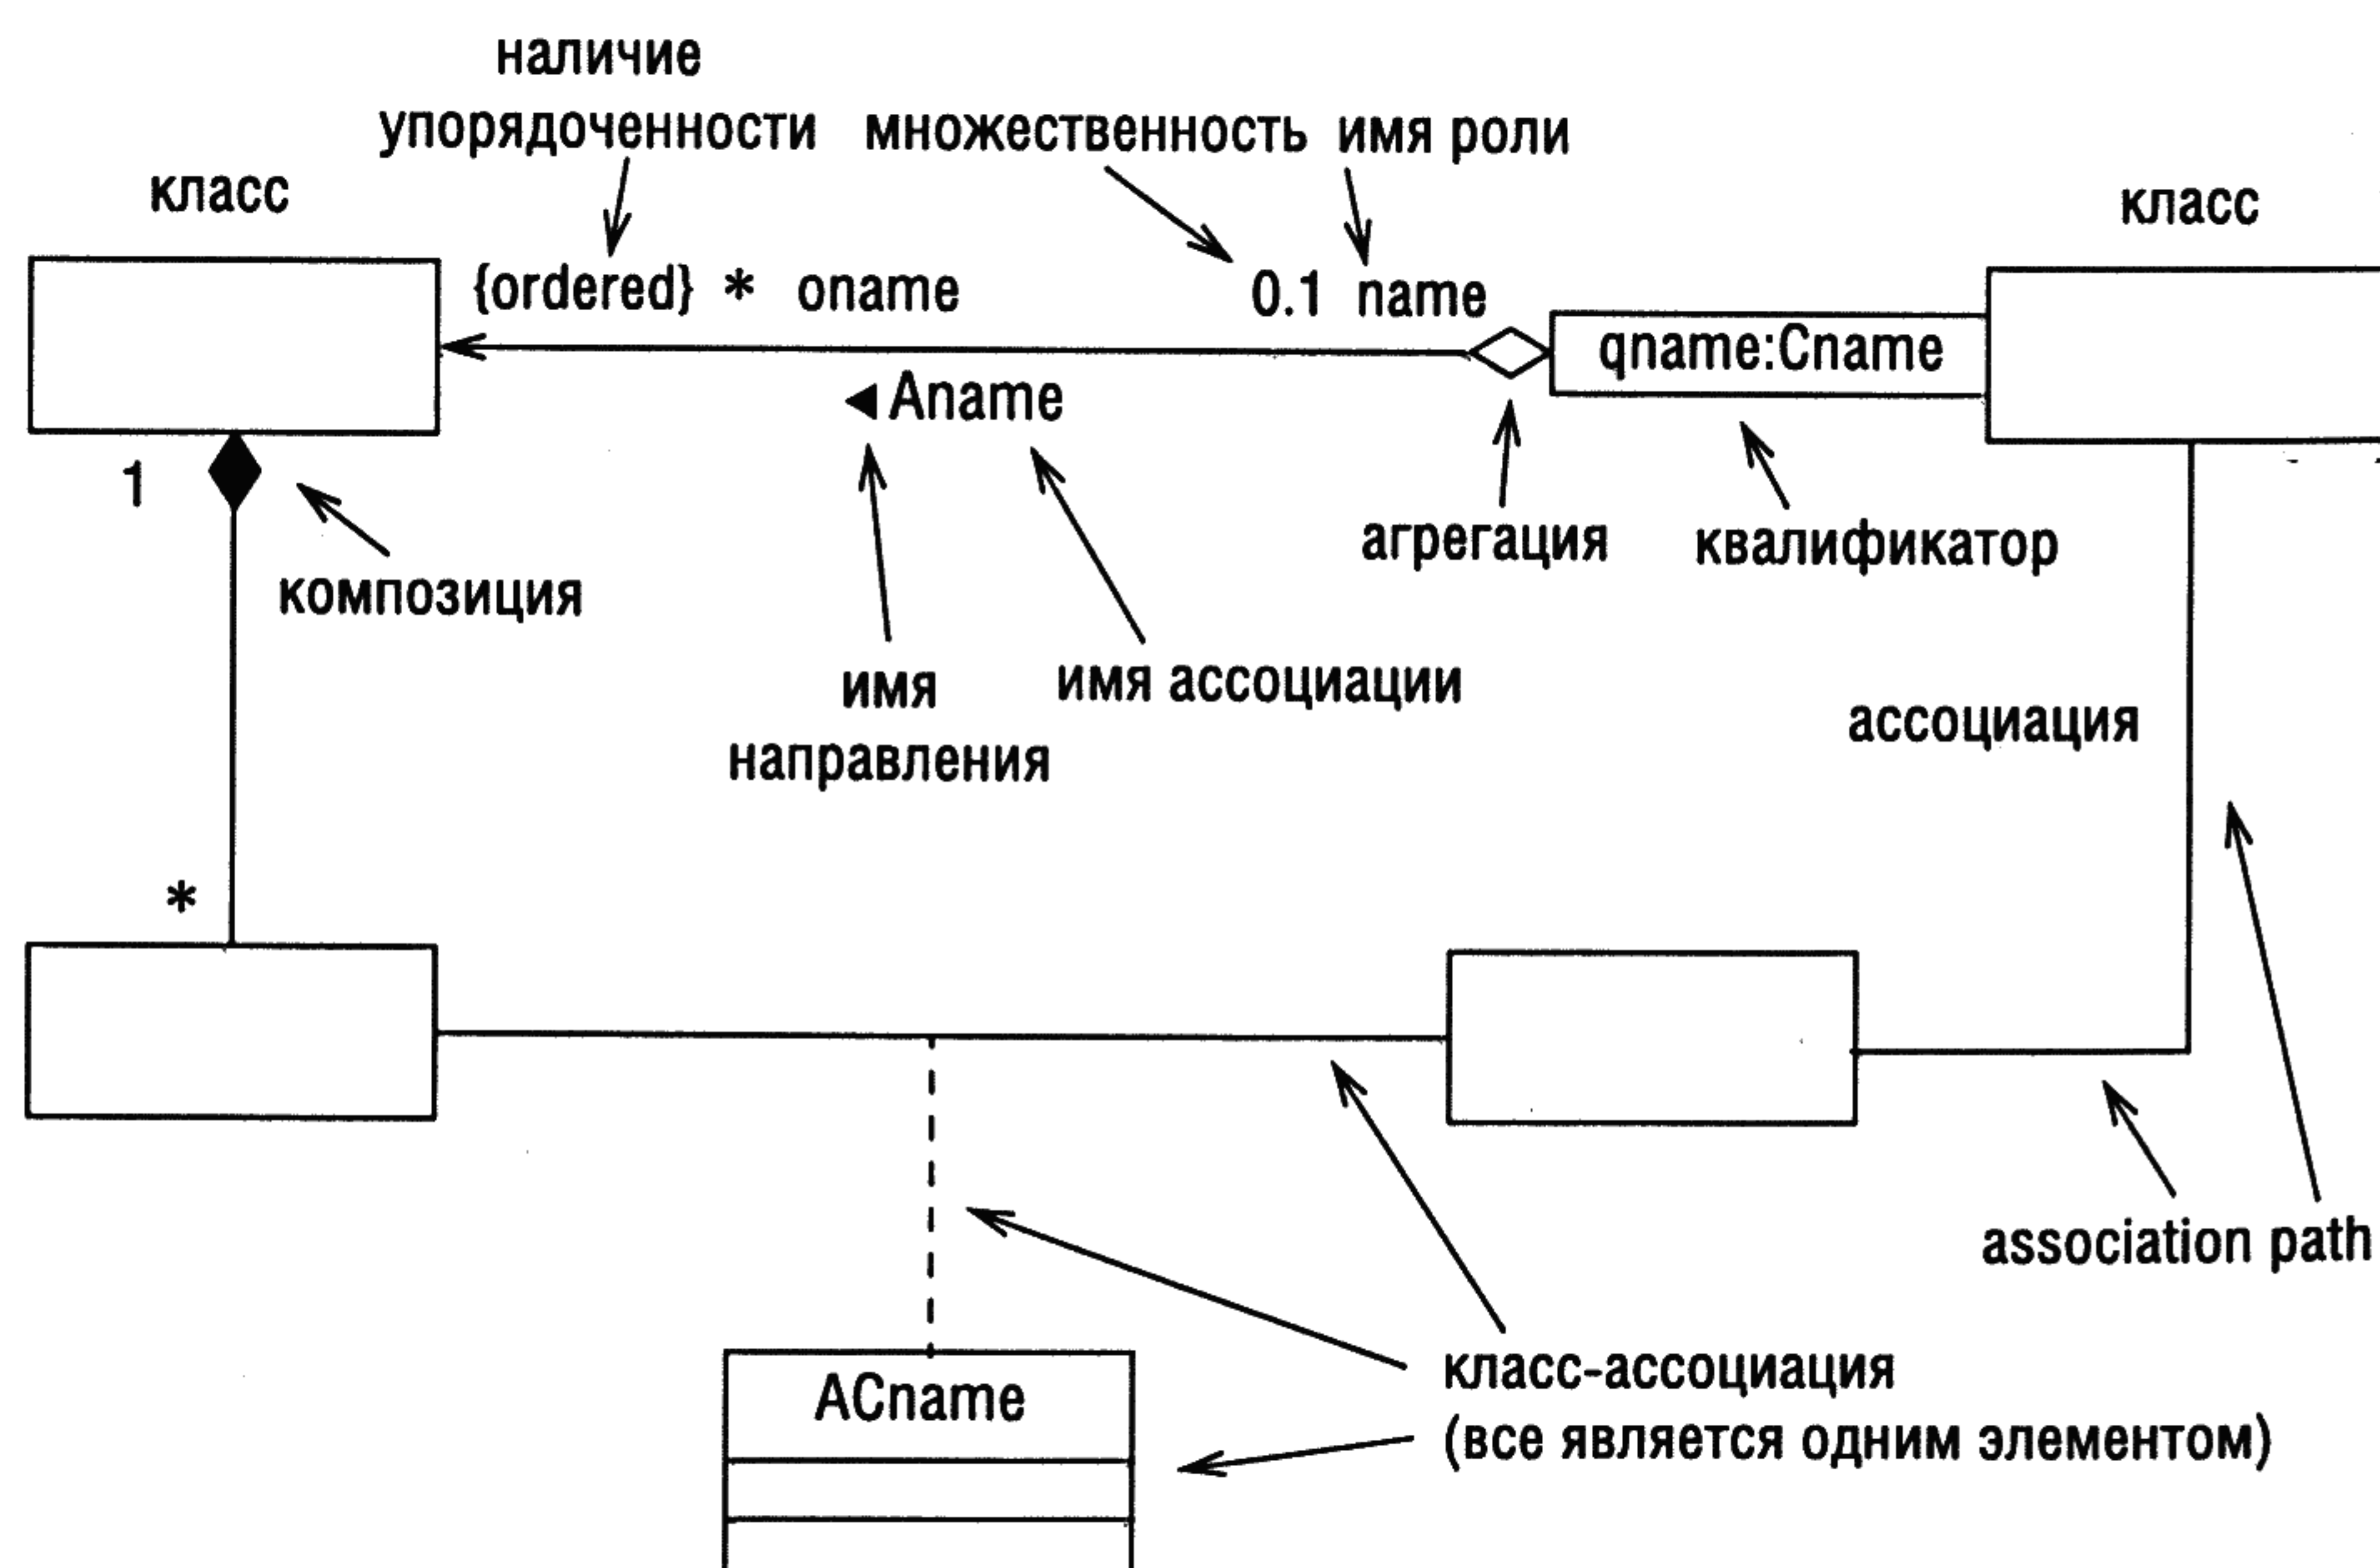 наличие
упорядоченности множественность имя роли
класс класс
{ordered} * oname 0.1 name
qname:Cname
Aname
1
агрегация квалификатор
композиция
имя имя ассоциации
направления
ассоциация
*
association path
класс-ассоциация
ACname
(все является одним элементом)